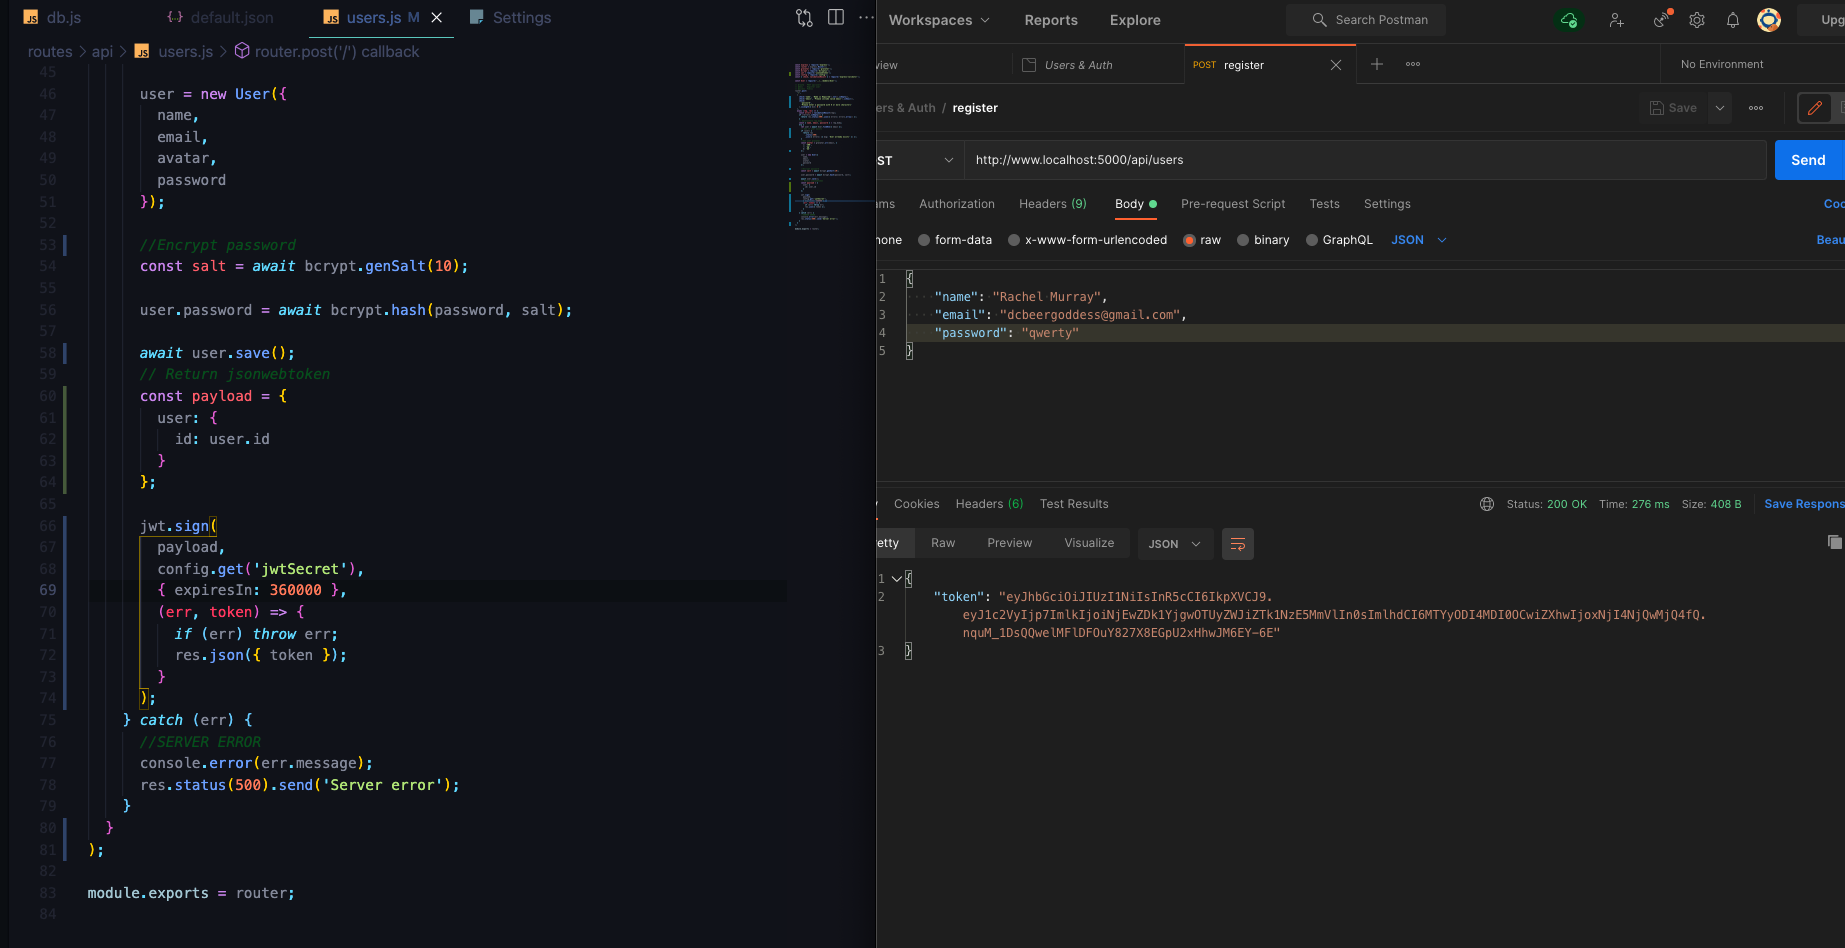 db.js
default.json
users.js M
Settings
routes > api > users.js > router.post('/') callback
45
46 user = new User({
47 name,
48 email,
49 avatar,
50 password
51 });
52
53 //Encrypt password
54 const salt = await bcrypt.genSalt(10);
55
56 user.password = await bcrypt.hash(password, salt);
57
58 await user.save();
59 // Return jsonwebtoken
60 const payload = {
61 user: {
62 id: user.id
63 }
64 };
65
66 jwt.sign(
67 payload,
68 config.get('jwtSecret'),
69 { expiresIn: 360000 },
70 (err, token) => {
71 if (err) throw err;
72 res.json({ token });
73 }
74 );
75 } catch (err) {
76 //SERVER ERROR
77 console.error(err.message);
78 res.status(500).send('Server error');
79 }
80 }
81 );
82
83 module.exports = router;
84
Workspaces Reports Explore Search Postman Upg
view Users & Auth POST register No Environment
ers & Auth / register Save
ST http://www.localhost:5000/api/users Send
ms Authorization Headers (9) Body Pre-request Script Tests Settings Coo
none form-data x-www-form-urlencoded raw binary GraphQL JSON Beau
1 {
2 "name": "Rachel Murray",
3 "email": "dcbeergoddess@gmail.com",
4 "password": "qwerty"
5 }
y Cookies Headers (6) Test Results Status: 200 OK Time: 276 ms Size: 408 B Save Respons
etty Raw Preview Visualize JSON
1 {
2 "token": "eyJhbGciOiJIUzI1NiIsInR5cCI6IkpXVCJ9.
eyJ1c2VyIjp7ImlkIjoiNjEwZDk1YjgwOTUyZWJiZTk1NzE5MmVlIn0sImlhdCI6MTYyODI4MDI0OCwiZXhwIjoxNjI4NjQwMjQ4fQ.
nquM_1DsQQwelMFlDFOuY827X8EGpU2xHhwJM6EY-6E"
3 }